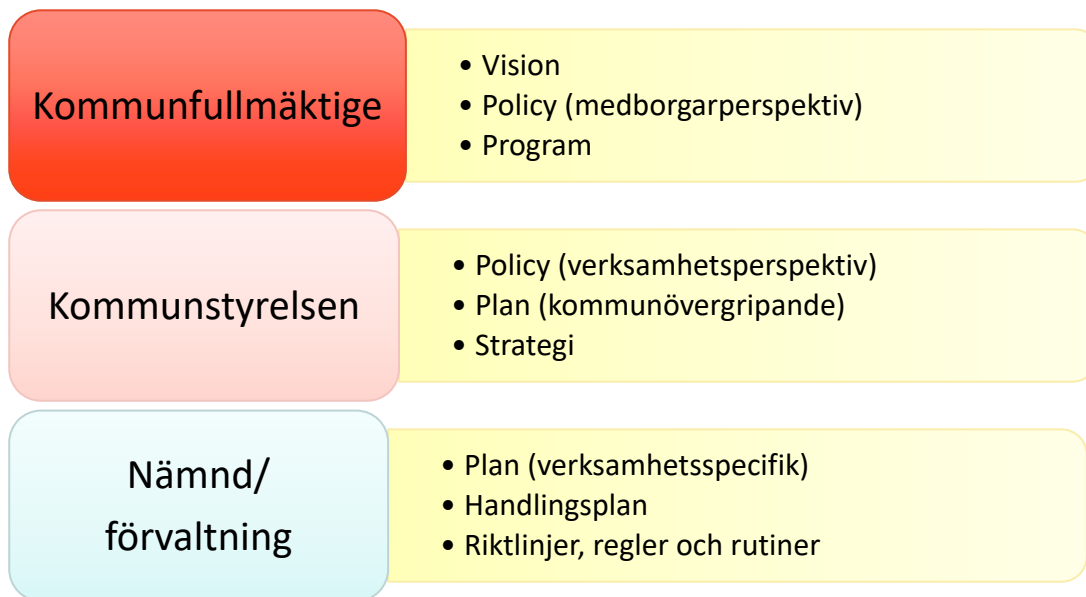 Kommunfullmäktige
• Vision
• Policy (medborgarperspektiv)
• Program
Kommunstyrelsen
• Policy (verksamhetsperspektiv)
• Plan (kommunövergripande)
• Strategi
Nämnd/
förvaltning
• Plan (verksamhetsspecifik)
• Handlingsplan
• Riktlinjer, regler och rutiner